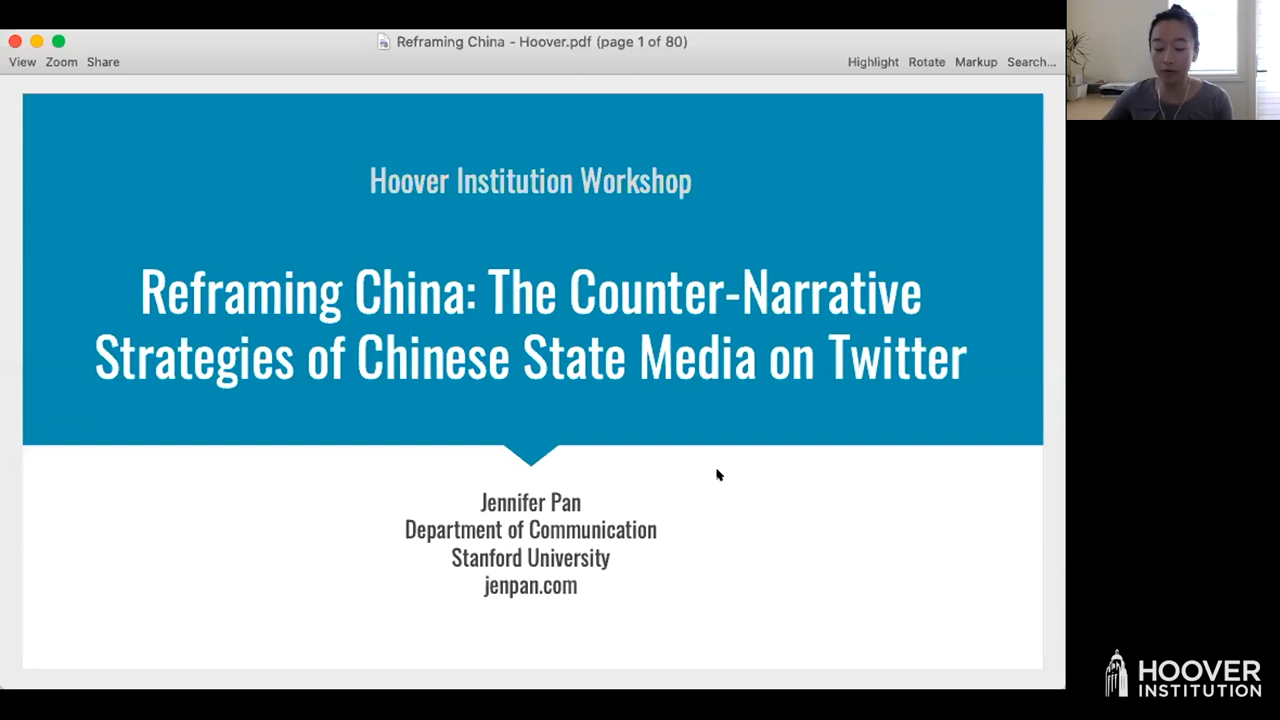 Reframing China - Hoover.pdf (page 1 of 80)
View Zoom Share
Highlight Rotate Markup Search...
Hoover Institution Workshop
Reframing China: The Counter-Narrative
Strategies of Chinese State Media on Twitter
Jennifer Pan
Department of Communication
Stanford University
jenpan.com
HOOVER
INSTITUTION